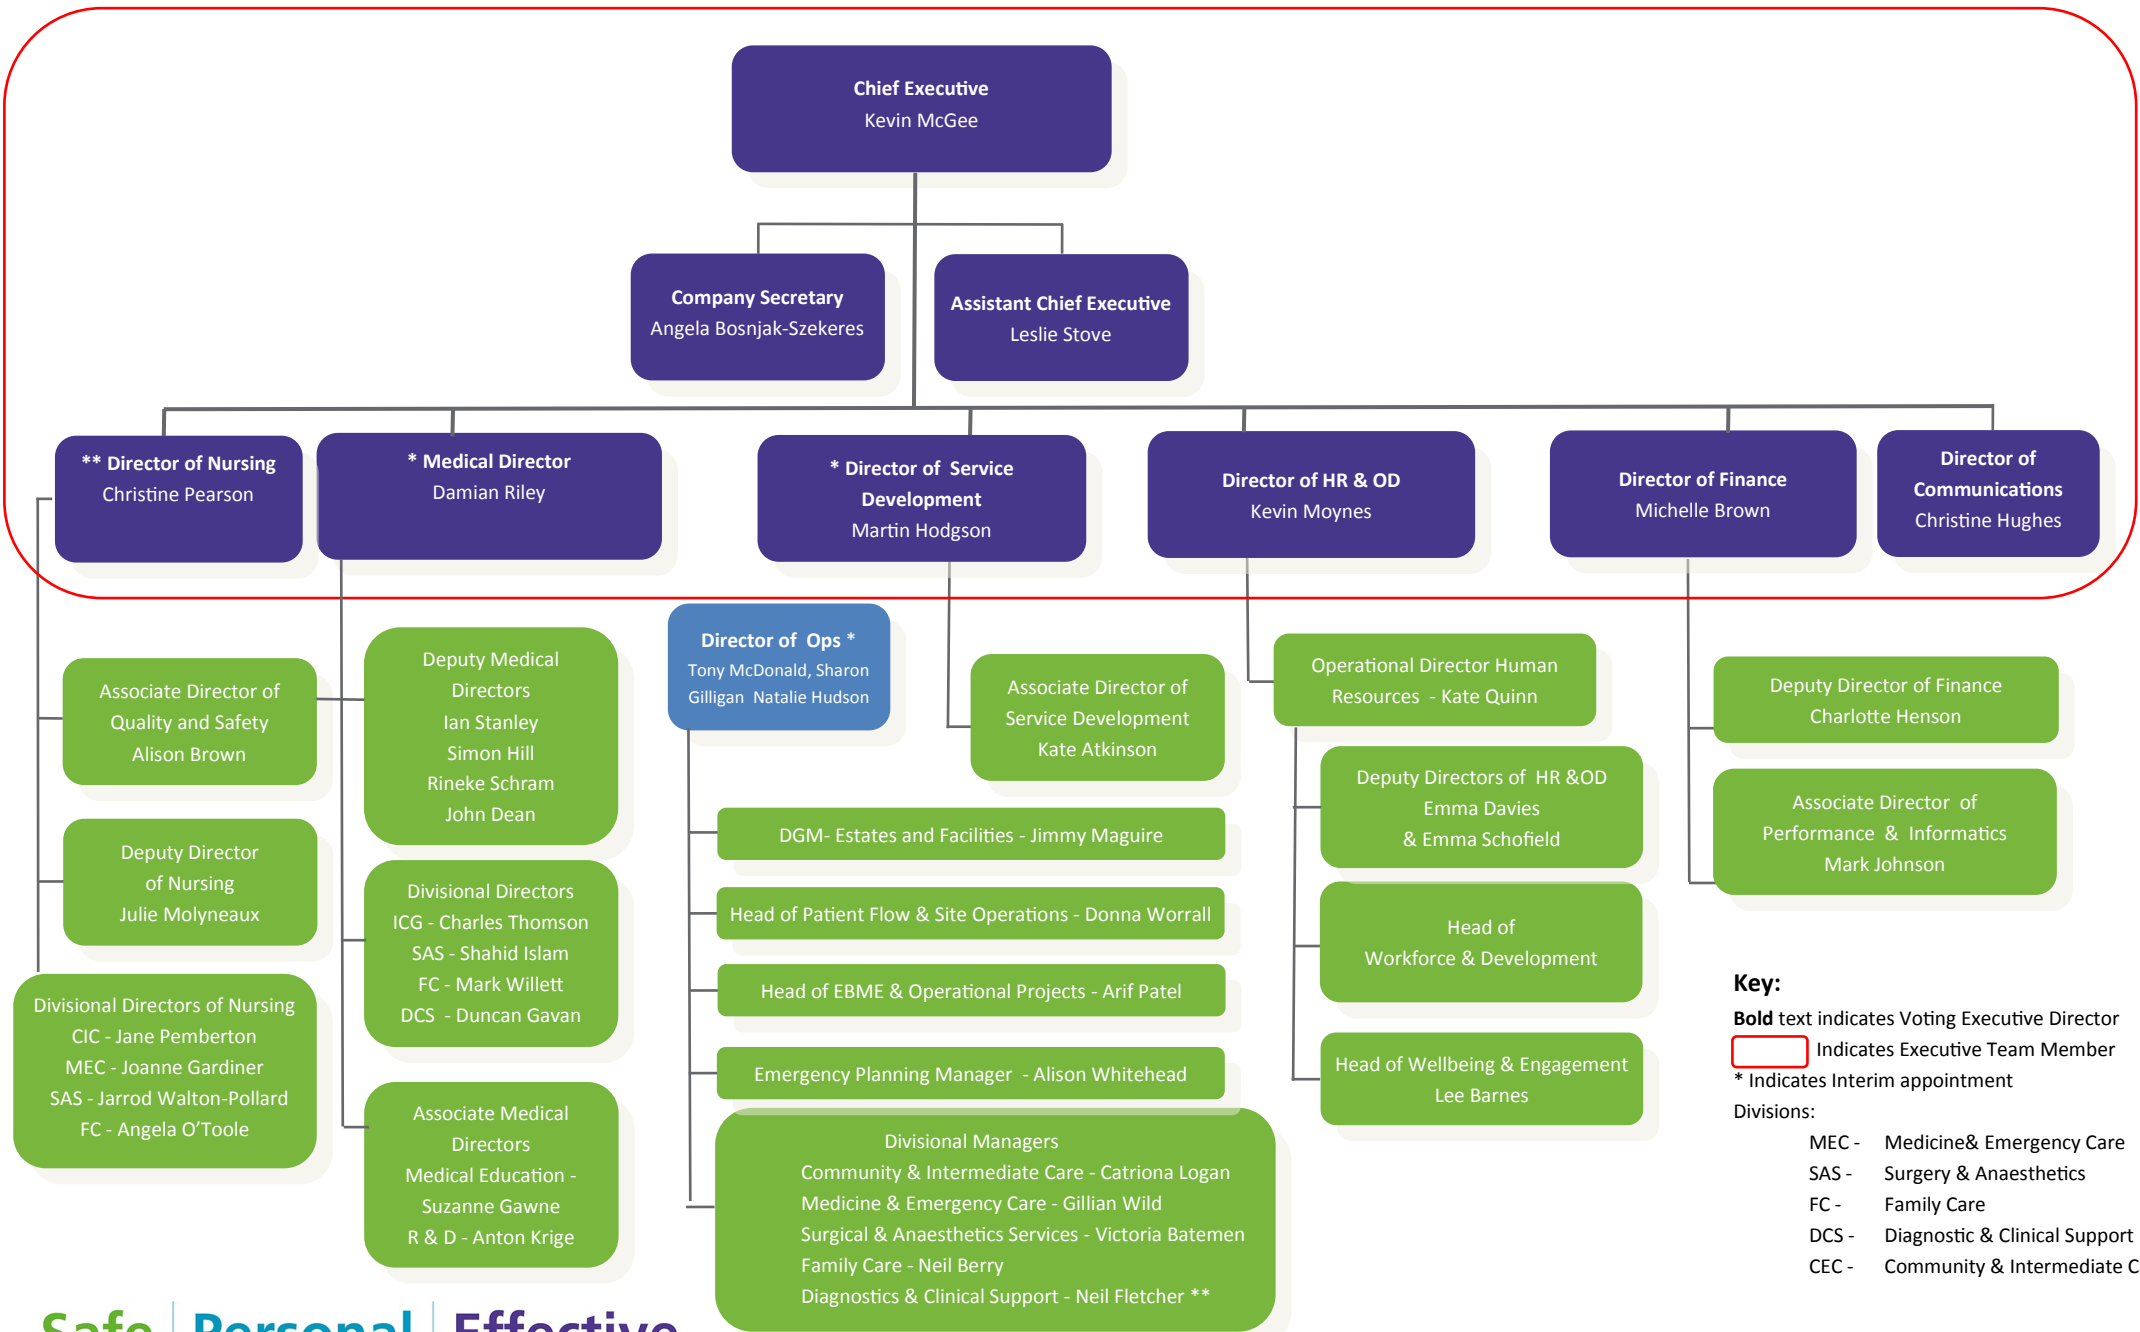 Chief Executive
Kevin McGee
Company Secretary
Angela Bosnjak-Szekeres
Assistant Chief Executive
Leslie Stove
** Director of Nursing
Christine Pearson
* Medical Director
Damian Riley
* Director of Service
Development
Martin Hodgson
Director of HR & OD
Kevin Moynes
Director of Finance
Michelle Brown
Director of
Communications
Christine Hughes
Associate Director of
Quality and Safety
Alison Brown
Deputy Director
of Nursing
Julie Molyneaux
Divisional Directors of Nursing
CIC - Jane Pemberton
MEC - Joanne Gardiner
SAS - Jarrod Walton-Pollard
FC - Angela O'Toole
Deputy Medical
Directors
Ian Stanley
Simon Hill
Rineke Schram
John Dean
Divisional Directors
ICG - Charles Thomson
SAS - Shahid Islam
FC - Mark Willett
DCS - Duncan Gavan
Associate Medical
Directors
Medical Education -
Suzanne Gawne
R & D - Anton Krige
Director of Ops *
Tony McDonald, Sharon
Gilligan Natalie Hudson
DGM- Estates and Facilities - Jimmy Maguire
Head of Patient Flow & Site Operations - Donna Worrall
Head of EBME & Operational Projects - Arif Patel
Emergency Planning Manager - Alison Whitehead
Divisional Managers
Community & Intermediate Care - Catriona Logan
Medicine & Emergency Care - Gillian Wild
Surgical & Anaesthetics Services - Victoria Batemen
Family Care - Neil Berry
Diagnostics & Clinical Support - Neil Fletcher **
Associate Director of
Service Development
Kate Atkinson
Operational Director Human
Resources - Kate Quinn
Deputy Directors of HR &OD
Emma Davies
& Emma Schofield
Head of
Workforce & Development
Head of Wellbeing & Engagement
Lee Barnes
Deputy Director of Finance
Charlotte Henson
Associate Director of
Performance & Informatics
Mark Johnson
Key:
Bold text indicates Voting Executive Director
Indicates Executive Team Member
* Indicates Interim appointment
Divisions:
MEC - Medicine& Emergency Care
SAS - Surgery & Anaesthetics
FC - Family Care
DCS - Diagnostic & Clinical Support
CEC - Community & Intermediate C
Safe Personal Effective